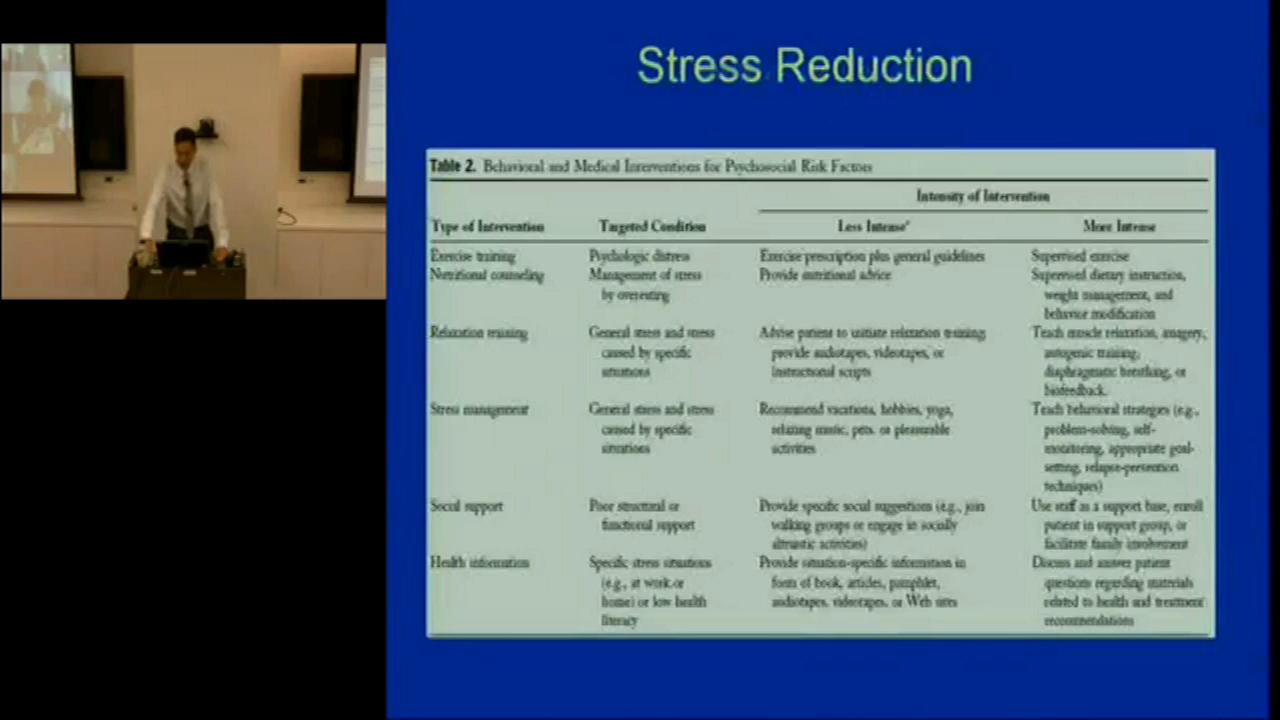 Stress Reduction
Table 2. Behavioral and Medical Interventions for Psychosocial Risk Factors
Intensity of Intervention
Type of Intervention Targeted Condition Less Intense* More Intense
Exercise training Psychologic distress Exercise prescription plus general guidelines Supervised exercise
Nutritional counseling Management of stress Provide nutritional advice Supervised dietary instruction,
by overeating weight management, and
behavior modification
Relaxation training General stress and stress Advise patient to initiate relaxation training; Teach muscle relaxation, imagery,
caused by specific provide audiotapes, videotapes, or autogenic training,
situations instructional scripts diaphragmatic breathing, or
biofeedback.
Stress management General stress and stress Recommend vacations, hobbies, yoga, Teach behavioral strategies (e.g.,
caused by specific relaxing music, pets, or pleasurable problem-solving, self-
situations activities monitoring, appropriate goal-
setting, relapse-prevention
techniques)
Social support Poor structural or Provide specific social suggestions (e.g., join Use staff as a support base, enroll
functional support walking groups or engage in socially patient in support group, or
altruistic activities) facilitate family involvement
Health information Specific stress situations Provide situation-specific information in Discuss and answer patient
(e.g., at work or form of book, articles, pamphlet, questions regarding materials
home) or low health audiotapes, videotapes, or Web sites related to health and treatment
literacy recommendations